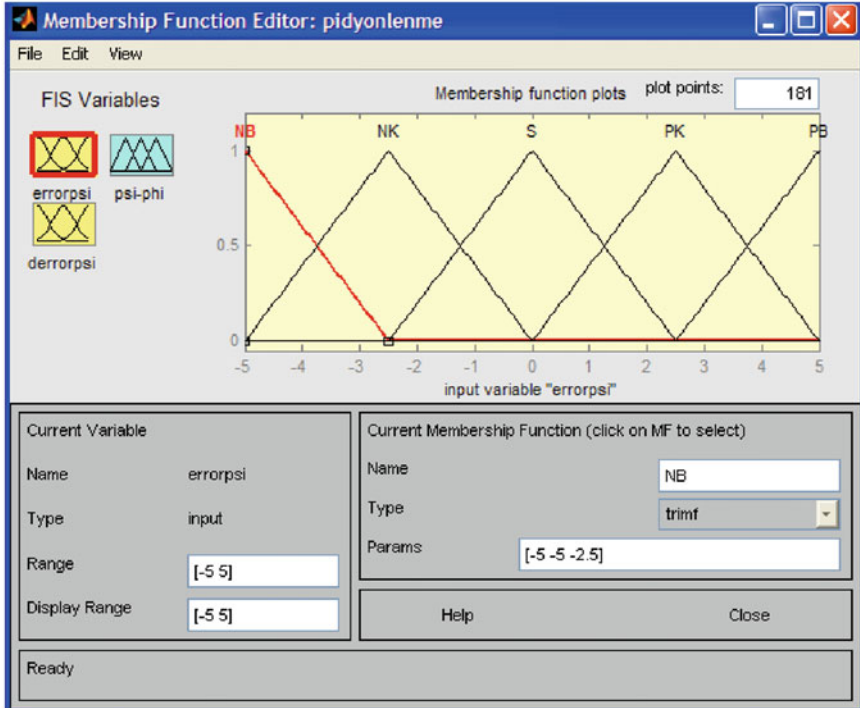 Membership Function Editor: pidyonlenme
File Edit View
FIS Variables
Membership function plots plot points: 181
errorpsi psi-phi
derrorpsi
NB NK S PK PB
1
0.5
0
-5 -4 -3 -2 -1 0 1 2 3 4 5
input variable "errorpsi"
Current Variable
Name errorpsi
Type input
Range [-5 5]
Display Range [-5 5]
Current Membership Function (click on MF to select)
Name NB
Type trimf
Params [-5 -5 -2.5]
Help Close
Ready